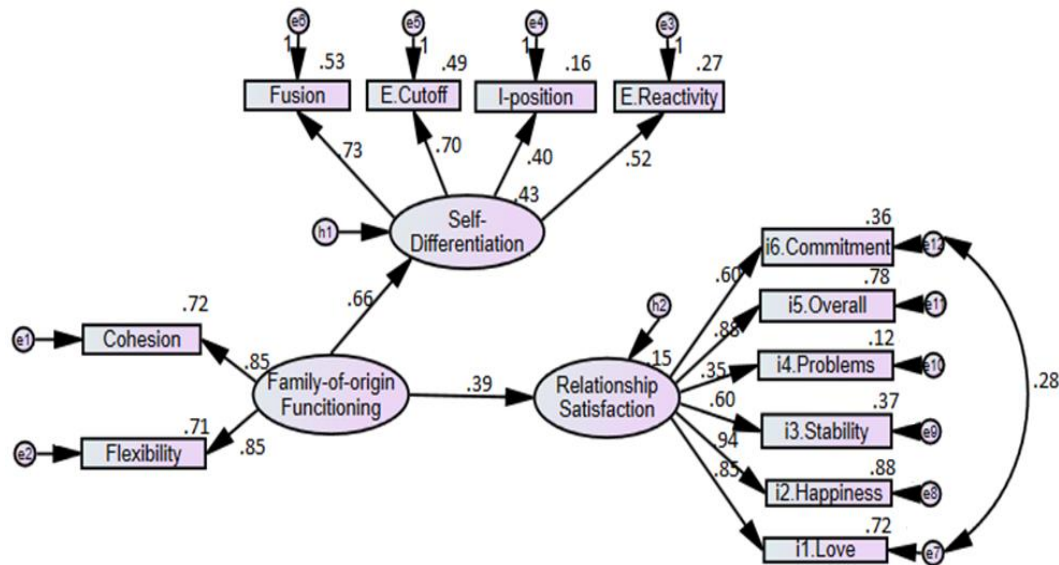 e6
e5
e4
e3
1
1
1
1
.53
.49
.16
.27
Fusion
E.Cutoff
I-position
E.Reactivity
.73
.70
.40
.52
.43
Self-
Differentiation
h1
.66
.36
i6.Commitment
e12
.60
.78
i5.Overall
e11
.88
h2
.72
e1
Cohesion
.85
.12
i4.Problems
e10
.35
.15
Family-of-origin
Funcitioning
.39
Relationship
Satisfaction
.28
.60
.37
i3.Stability
e9
.71
e2
Flexibility
.85
.94
.88
i2.Happiness
e8
.85
.72
i1.Love
e7